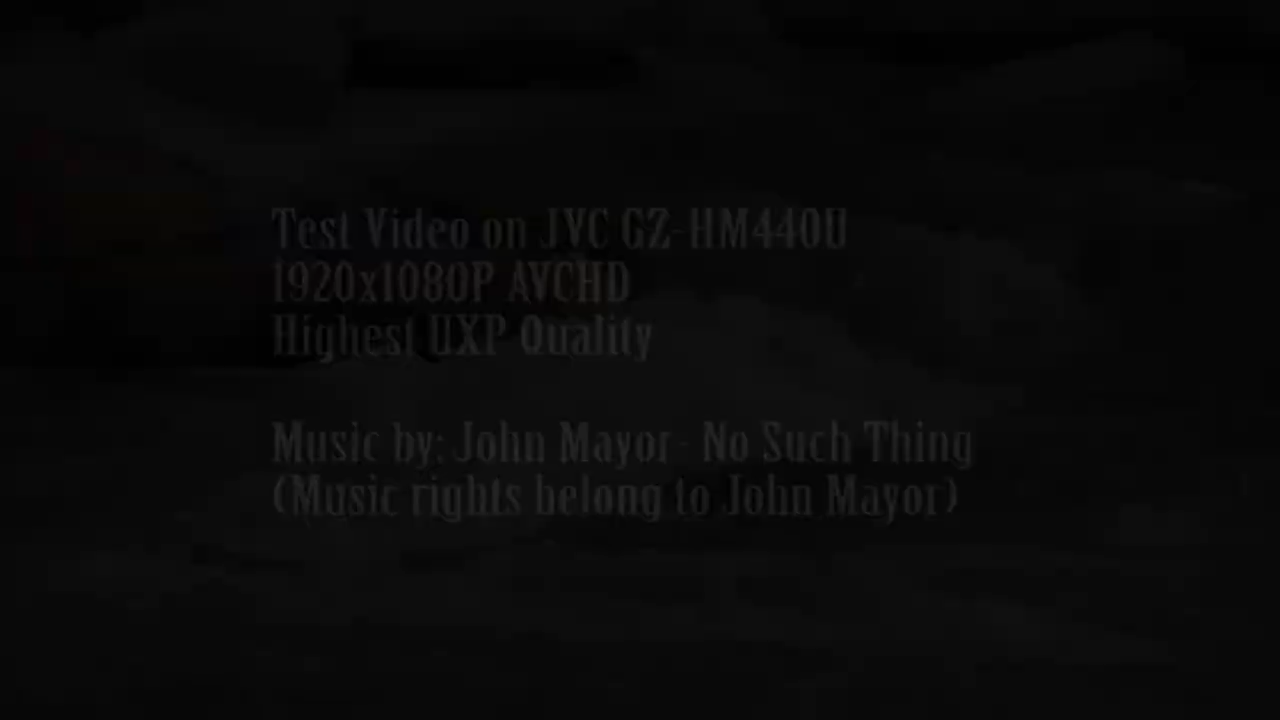 Test Video on JVC GZ-HM440U
1920x1080P AVCHD
Highest UXP Quality
Music by: John Mayor - No Such Thing
(Music rights belong to John Mayor)